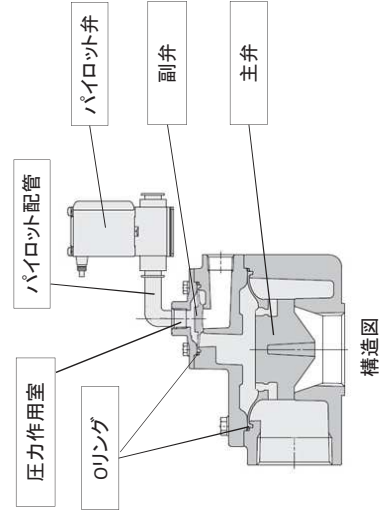 パイロット弁
副弁
主弁
パイロット配管
圧力作用室
Oリング
構造図